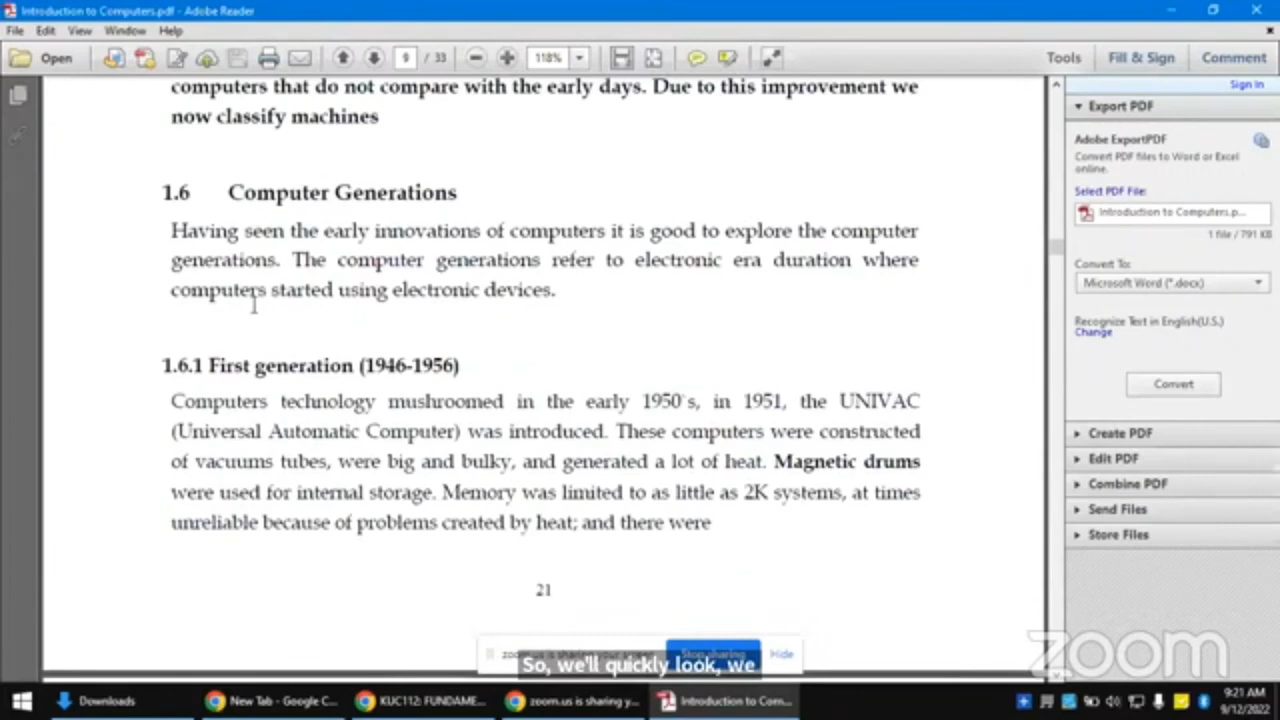 Introduction to Computers.pdf - Adobe Reader
File Edit View Window Help
Open 9 / 33 118% Tools Fill & Sign Comment
computers that do not compare with the early days. Due to this improvement we
now classify machines
1.6 Computer Generations
Having seen the early innovations of computers it is good to explore the computer
generations. The computer generations refer to electronic era duration where
computers started using electronic devices.
1.6.1 First generation (1946-1956)
Computers technology mushroomed in the early 1950's, in 1951, the UNIVAC
(Universal Automatic Computer) was introduced. These computers were constructed
of vacuums tubes, were big and bulky, and generated a lot of heat. Magnetic drums
were used for internal storage. Memory was limited to as little as 2K systems, at times
unreliable because of problems created by heat; and there were
21
Sign In
Export PDF
Adobe ExportPDF
Convert PDF files to Word or Excel
online.
Select PDF File:
Introduction to Computers.p...
1 file / 791 KB
Convert To:
Microsoft Word (*.docx)
Recognize Text in English(U.S.)
Change
Convert
Create PDF
Edit PDF
Combine PDF
Send Files
Store Files
zoom.us is sharing your screen. Stop sharing Hide
So, we'll quickly look, we
zoom
Downloads
New Tab - Google C...
KUC112: FUNDAME...
zoom.us is sharing y...
Introduction to Com...
9:21 AM
9/12/2022